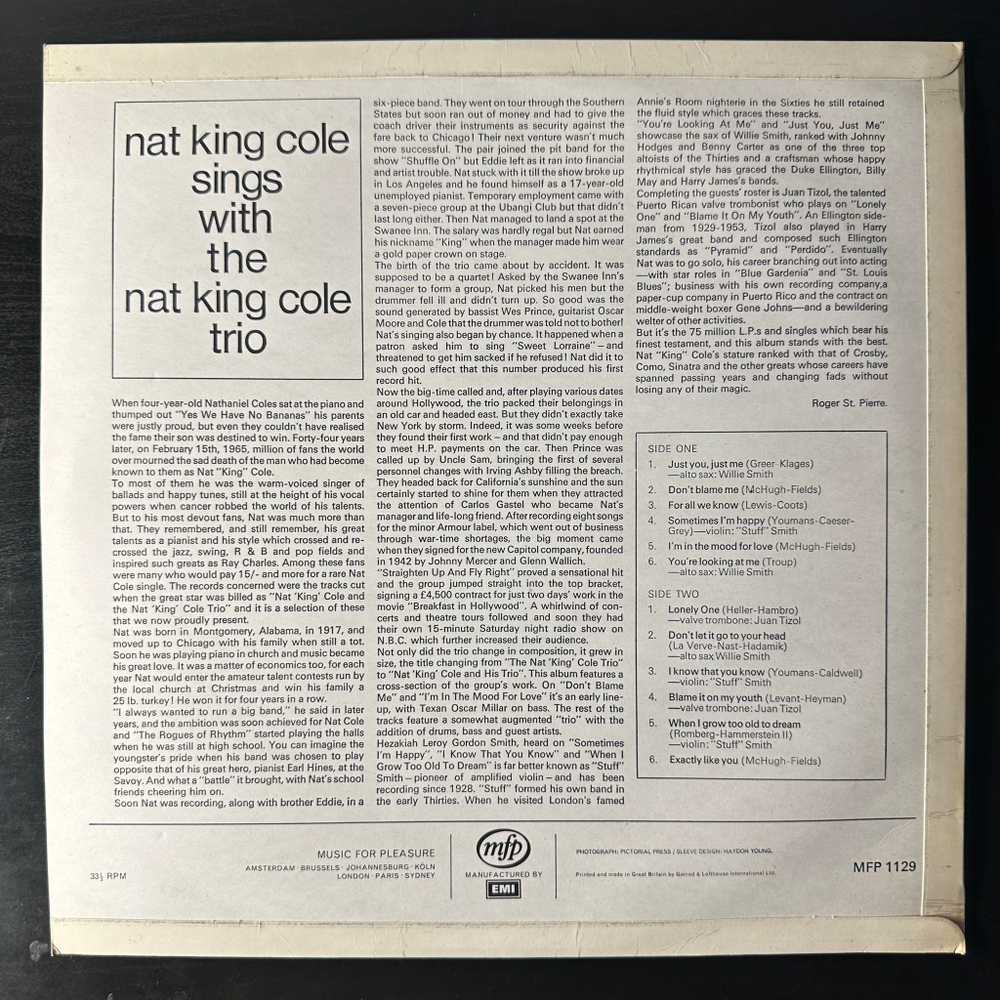 nat king cole
sings
with
the
nat king cole
trio
When four-year-old Nathaniel Coles sat at the piano and
thumped out "Yes We Have No Bananas" his parents
were justly proud, but even they couldn't have realised
the fame their son was destined to win. Forty-four years
later, on February 15th, 1965, million of fans the world
over mourned the sad death of the man who had become
known to them as Nat "King" Cole.
To most of them he was the warm-voiced singer of
ballads and happy tunes, still at the height of his vocal
powers when cancer robbed the world of his talents.
But to his most devout fans, Nat was much more than
that. They remembered, and still remember, his great
talents as a pianist and his style which crossed and re-
crossed the jazz, swing, R & B and pop fields and
inspired such greats as Ray Charles. Among these fans
were many who would pay 15/- and more for a rare Nat
Cole single. The records concerned were the tracks cut
when the great star was billed as "Nat 'King' Cole and
the Nat 'King' Cole Trio" and it is a selection of these
that we now proudly present.
Nat was born in Montgomery, Alabama, in 1917, and
moved up to Chicago with his family when still a tot.
Soon he was playing piano in church and music became
his great love. It was a matter of economics too, for each
year Nat would enter the amateur talent contests run by
the local church at Christmas and win his family a
25 lb. turkey! He won it for four years in a row.
"I always wanted to run a big band," he said in later
years, and the ambition was soon achieved for Nat Cole
and "The Rogues of Rhythm" started playing the halls
when he was still at high school. You can imagine the
youngster's pride when his band was chosen to play
opposite that of his great hero, pianist Earl Hines, at the
Savoy. And what a "battle" it brought, with Nat's school
friends cheering him on.
Soon Nat was recording, along with brother Eddie, in a
six-piece band. They went on tour through the Southern
States but soon ran out of money and had to give the
coach driver their instruments as security against the
fare back to Chicago! Their next venture wasn't much
more successful. The pair joined the pit band for the
show "Shuffle On" but Eddie left as it ran into financial
and artist trouble. Nat stuck with it till the show broke up
in Los Angeles and he found himself as a 17-year-old
unemployed pianist. Temporary employment came with
a seven-piece group at the Ubangi Club but that didn't
last long either. Then Nat managed to land a spot at the
Swanee Inn. The salary was hardly regal but Nat earned
his nickname "King" when the manager made him wear
a gold paper crown on stage.
The birth of the trio came about by accident. It was
supposed to be a quartet! Asked by the Swanee Inn's
manager to form a group, Nat picked his men but the
drummer fell ill and didn't turn up. So good was the
sound generated by bassist Wes Prince, guitarist Oscar
Moore and Cole that the drummer was told not to bother!
Nat's singing also began by chance. It happened when a
patron asked him to sing "Sweet Lorraine" – and
threatened to get him sacked if he refused! Nat did it to
such good effect that this number produced his first
record hit.
Now the big-time called and, after playing various dates
around Hollywood, the trio packed their belongings in
an old car and headed east. But they didn't exactly take
New York by storm. Indeed, it was some weeks before
they found their first work – and that didn't pay enough
to meet H.P. payments on the car. Then Prince was
called up by Uncle Sam, bringing the first of several
personnel changes with Irving Ashby filling the breach.
They headed back for California's sunshine and the sun
certainly started to shine for them when they attracted
the attention of Carlos Gastel who became Nat's
manager and life-long friend. After recording eight songs
for the minor Armour label, which went out of business
through war-time shortages, the big moment came
when they signed for the new Capitol company, founded
in 1942 by Johnny Mercer and Glenn Wallich.
"Straighten Up And Fly Right" proved a sensational hit
and the group jumped straight into the top bracket,
signing a £4,500 contract for just two days' work in the
movie "Breakfast in Hollywood". A whirlwind of con-
certs and theatre tours followed and soon they had
their own 15-minute Saturday night radio show on
N.B.C. which further increased their audience.
Not only did the trio change in composition, it grew in
size, the title changing from "The Nat 'King' Cole Trio"
to "Nat 'King' Cole and His Trio". This album features a
cross-section of the group's work. On "Don't Blame
Me" and "I'm In The Mood For Love" it's an early line-
up, with Texan Oscar Millar on bass. The rest of the
tracks feature a somewhat augmented "trio" with the
addition of drums, bass and guest artists.
Hezakiah Leroy Gordon Smith, heard on "Sometimes
I'm Happy", "I Know That You Know" and "When I
Grow Too Old To Dream" is far better known as "Stuff"
Smith – pioneer of amplified violin – and has been
recording since 1928. "Stuff" formed his own band in
the early Thirties. When he visited London's famed
Annie's Room nighterie in the Sixties he still retained
the fluid style which graces these tracks.
"You're Looking At Me" and "Just You, Just Me"
showcase the sax of Willie Smith, ranked with Johnny
Hodges and Benny Carter as one of the three top
altoists of the Thirties and a craftsman whose happy
rhythmical style has graced the Duke Ellington, Billy
May and Harry James's bands.
Completing the guests' roster is Juan Tizol, the talented
Puerto Rican valve trombonist who plays on "Lonely
One" and "Blame It On My Youth". An Ellington side-
man from 1929-1953, Tizol also played in Harry
James's great band and composed such Ellington
standards as "Pyramid" and "Perdido". Eventually
Nat was to go solo, his career branching out into acting
—with star roles in "Blue Gardenia" and "St. Louis
Blues"; business with his own recording company,a
paper-cup company in Puerto Rico and the contract on
middle-weight boxer Gene Johns—and a bewildering
welter of other activities.
But it's the 75 million L.P.s and singles which bear his
finest testament, and this album stands with the best.
Nat "King" Cole's stature ranked with that of Crosby,
Como, Sinatra and the other greats whose careers have
spanned passing years and changing fads without
losing any of their magic.
Roger St. Pierre.
SIDE ONE
1. Just you, just me (Greer-Klages)
—alto sax: Willie Smith
2. Don't blame me (McHugh-Fields)
3. For all we know (Lewis-Coots)
4. Sometimes I'm happy (Youmans-Caeser-
Grey)—violin: "Stuff" Smith
5. I'm in the mood for love (McHugh-Fields)
6. You're looking at me (Troup)
—alto sax: Willie Smith
SIDE TWO
1. Lonely One (Heller-Hambro)
—valve trombone: Juan Tizol
2. Don't let it go to your head
(La Verve-Nast-Hadamik)
—alto sax Willie Smith
3. I know that you know (Youmans-Caldwell)
—violin: "Stuff" Smith
4. Blame it on my youth (Levant-Heyman)
—valve trombone: Juan Tizol
5. When I grow too old to dream
(Romberg-Hammerstein II)
—violin: "Stuff" Smith
6. Exactly like you (McHugh-Fields)
33⅓ RPM
MUSIC FOR PLEASURE
AMSTERDAM · BRUSSELS · JOHANNESBURG · KÖLN
LONDON · PARIS · SYDNEY
mfp
MANUFACTURED BY
EMI
PHOTOGRAPH: PICTORIAL PRESS / SLEEVE DESIGN: HAYDON YOUNG.
Printed and made in Great Britain by Garrod & Lofthouse International Ltd.
MFP 1129